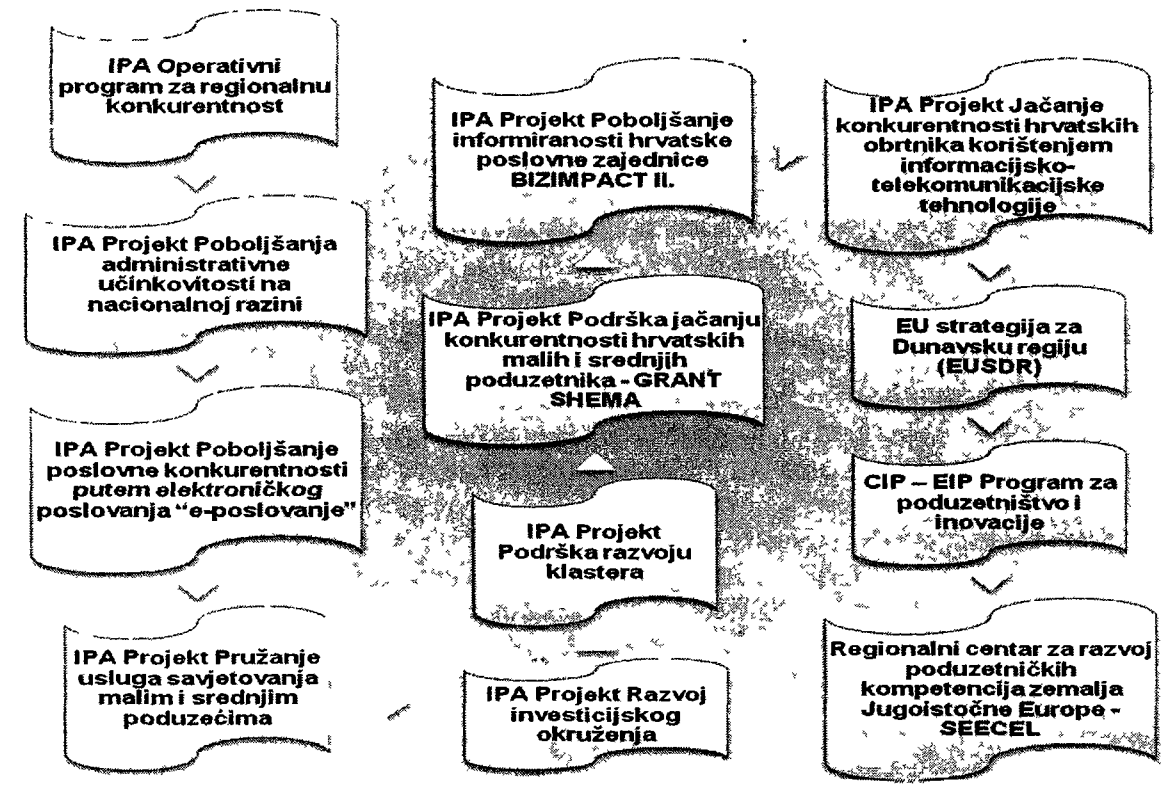 IPA Operativni
program za regionalnu
konkurentnost
IPA Projekt Poboljšanja
administrativne
učinkovitosti na
nacionalnoj razini
IPA Projekt Poboljšanje
poslovne konkurentnosti
putem elektroničkog
poslovanja “e-poslovanje”
IPA Projekt Pružanje
usluga savjetovanja
malim i srednjim
poduzećima
IPA Projekt Razvoj
investicijskog
okruženja
IPA Projekt
Podrška razvoju
klastera
IPA Projekt Podrška jačanju
konkurentnosti hrvatskih
malih i srednjih
poduzetnika - GRANT
SHEMA
IPA Projekt Poboljšanje
informiranosti hrvatske
poslovne zajednice
BIZIMPACT II.
IPA Projekt Jačanje
konkurentnosti hrvatskih
obrtnika korištenjem
informacijsko-
telekomunikacijske
tehnologije
EU strategija za
Dunavsku regiju
(EUSDR)
CIP – EIP Program za
poduzetništvo i
inovacije
Regionalni centar za razvoj
poduzetničkih
kompetencija zemalja
Jugoistočne Europe -
SEECEL